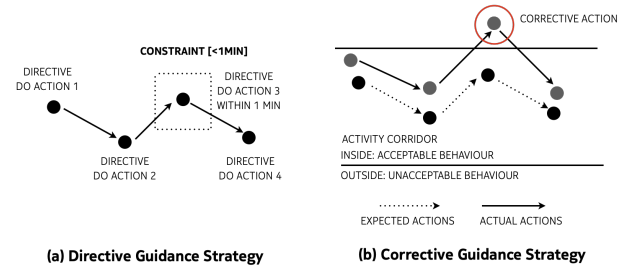 CONSTRAINT [<1MIN]
DIRECTIVE
DO ACTION 1
DIRECTIVE
DO ACTION 3
WITHIN 1 MIN
DIRECTIVE
DO ACTION 2
DIRECTIVE
DO ACTION 4
(a) Directive Guidance Strategy
CORRECTIVE ACTION
ACTIVITY CORRIDOR
INSIDE: ACCEPTABLE BEHAVIOUR
OUTSIDE: UNACCEPTABLE BEHAVIOUR
EXPECTED ACTIONS
ACTUAL ACTIONS
(b) Corrective Guidance Strategy